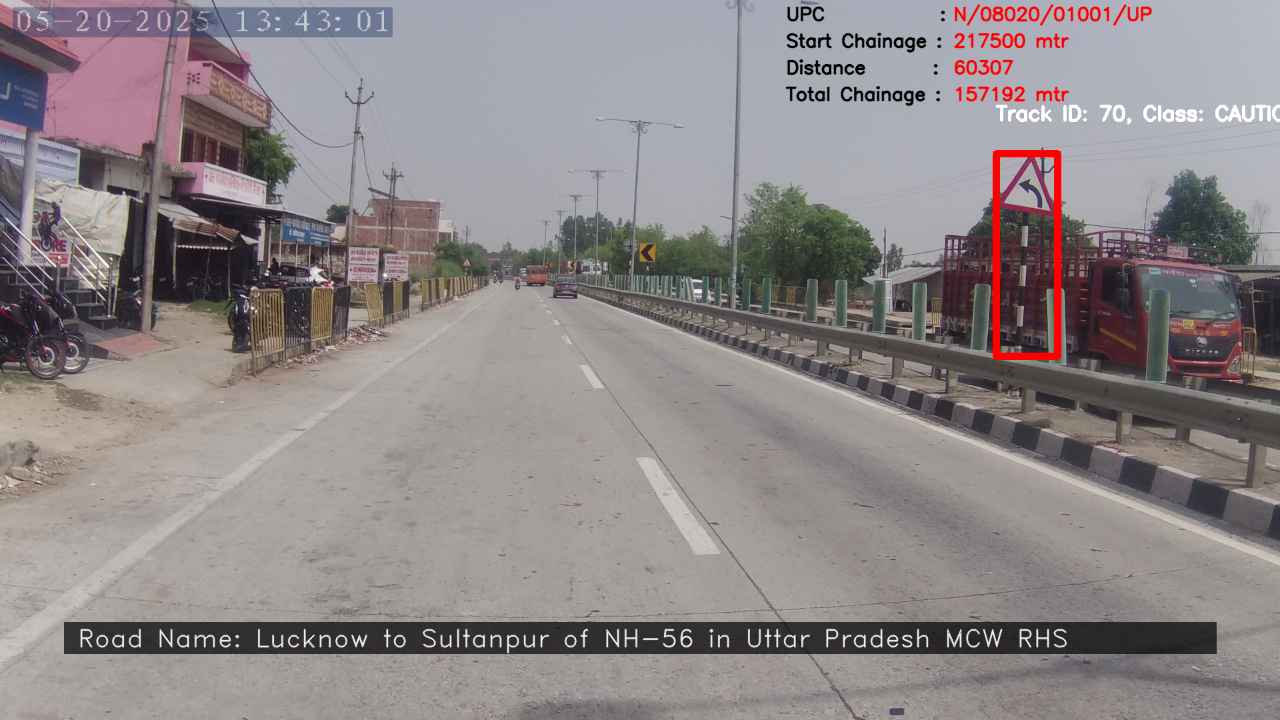 05-20-2025 13:43:01
UPC : N/08020/01001/UP
Start Chainage : 217500 mtr
Distance : 60307
Total Chainage : 157192 mtr
Track ID: 70, Class: CAUTIO
Road Name: Lucknow to Sultanpur of NH-56 in Uttar Pradesh MCW RHS